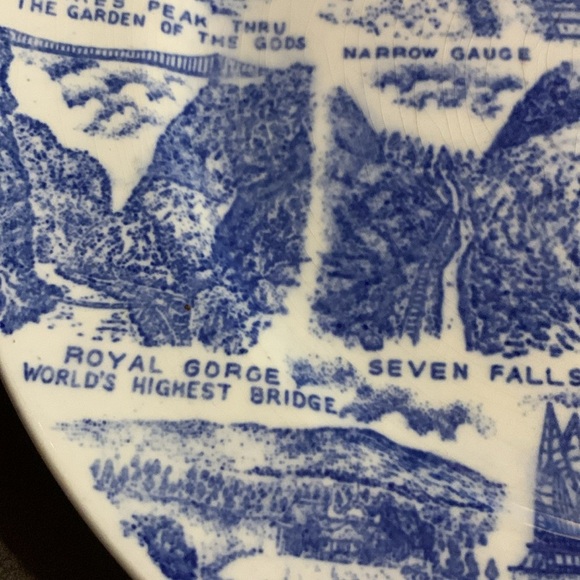 PEAK THRU
THE GARDEN OF THE GODS
NARROW GAUGE
ROYAL GORGE
WORLD'S HIGHEST BRIDGE
SEVEN FALLS